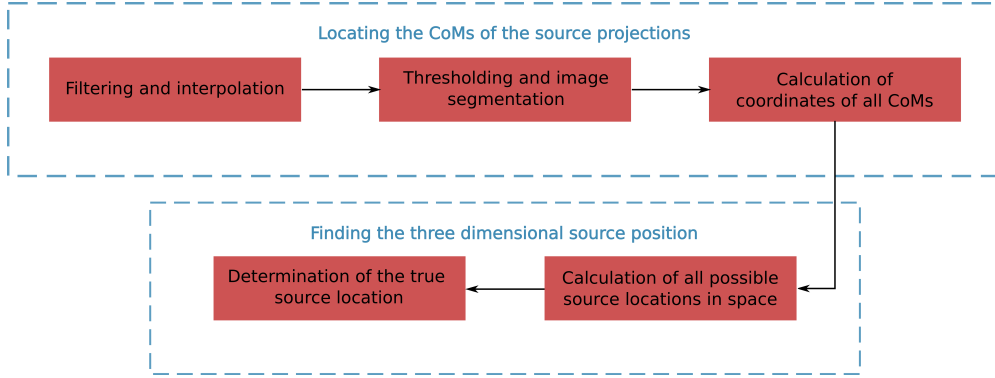 Locating the CoMs of the source projections
Filtering and interpolation
Thresholding and image
segmentation
Calculation of
coordinates of all CoMs
Finding the three dimensional source position
Determination of the true
source location
Calculation of all possible
source locations in space